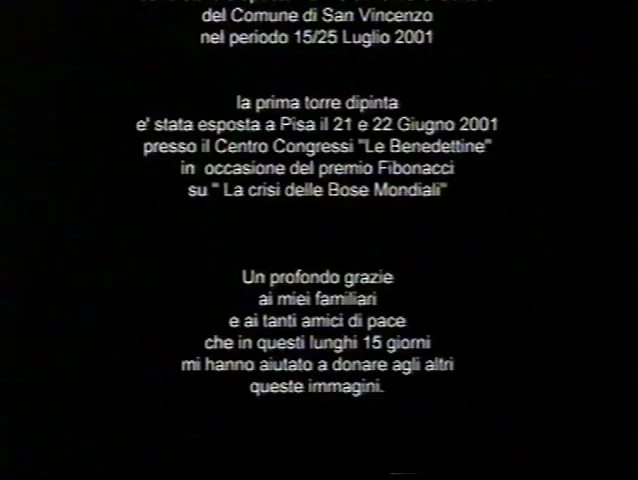 del Comune di San Vincenzo
nel periodo 15/25 Luglio 2001
la prima torre dipinta
e' stata esposta a Pisa il 21 e 22 Giugno 2001
presso il Centro Congressi "Le Benedettine"
in occasione del premio Fibonacci
su " La crisi delle Bose Mondiali"
Un profondo grazie
ai miei familiari
e ai tanti amici di pace
che in questi lunghi 15 giorni
mi hanno aiutato a donare agli altri
queste immagini.